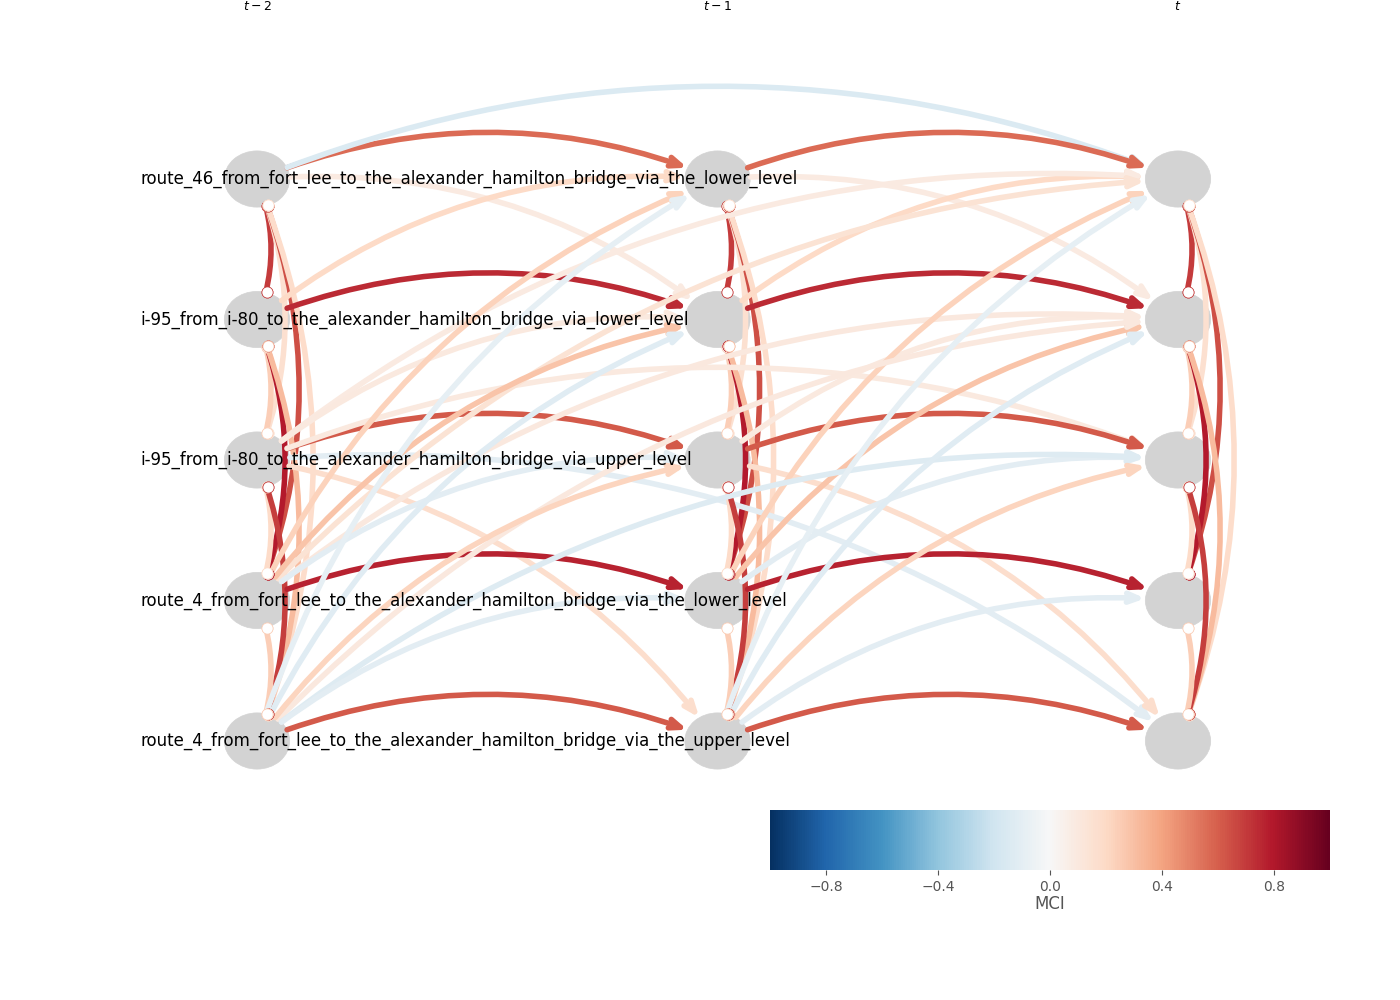 t − 2
t − 1
t
route_46_from_fort_lee_to_the_alexander_hamilton_bridge_via_the_lower_level
i-95_from_i-80_to_the_alexander_hamilton_bridge_via_lower_level
i-95_from_i-80_to_the_alexander_hamilton_bridge_via_upper_level
route_4_from_fort_lee_to_the_alexander_hamilton_bridge_via_the_lower_level
route_4_from_fort_lee_to_the_alexander_hamilton_bridge_via_the_upper_level
−0.8
−0.4
0.0
0.4
0.8
MCI